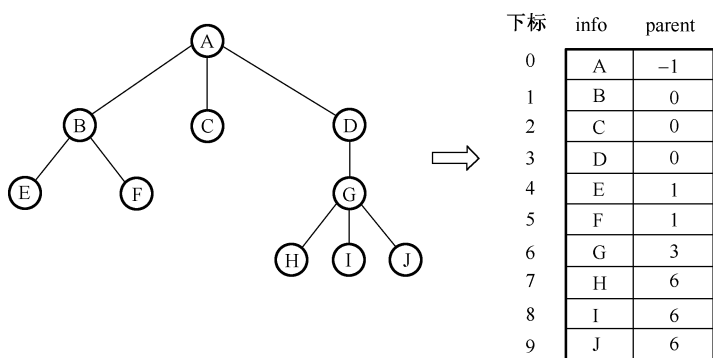 A
B C D
E F G
H I J
下标 info parent
0 A –1
1 B 0
2 C 0
3 D 0
4 E 1
5 F 1
6 G 3
7 H 6
8 I 6
9 J 6